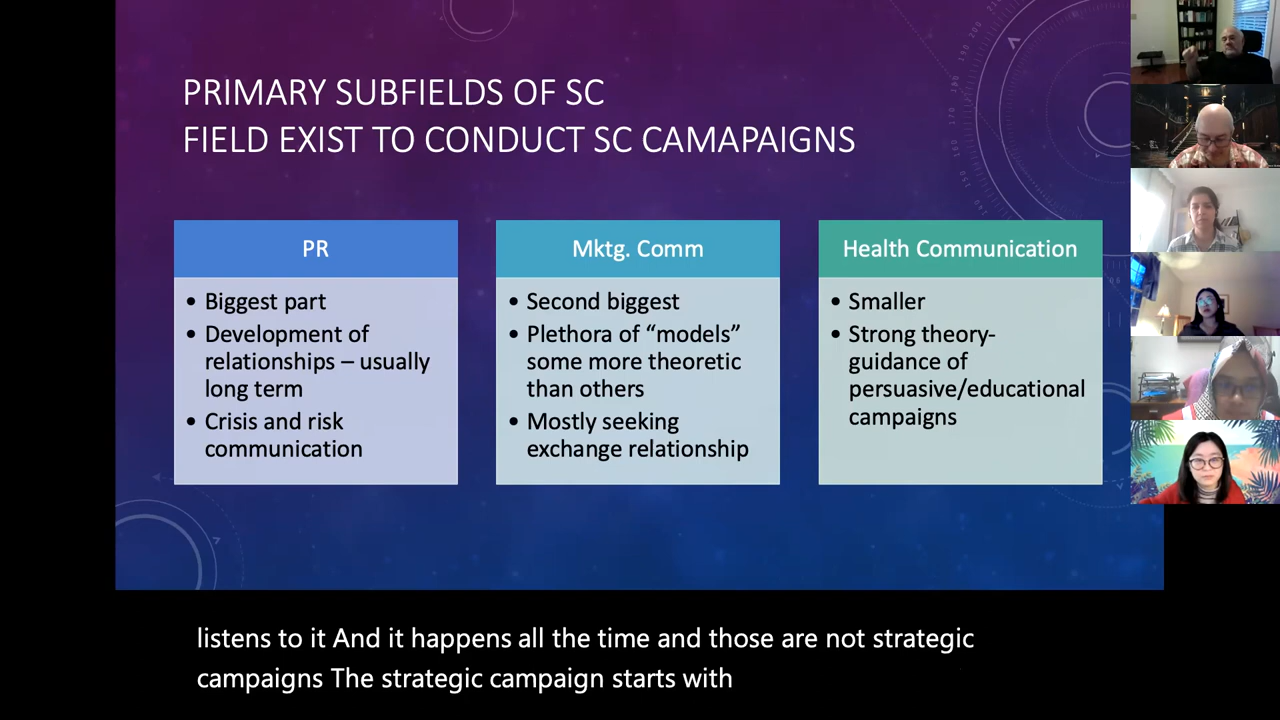 PRIMARY SUBFIELDS OF SC
FIELD EXIST TO CONDUCT SC CAMAPAIGNS
PR
• Biggest part
• Development of
relationships – usually
long term
• Crisis and risk
communication
Mktg. Comm
• Second biggest
• Plethora of “models”
some more theoretic
than others
• Mostly seeking
exchange relationship
Health Communication
• Smaller
• Strong theory-
guidance of
persuasive/educational
campaigns
listens to it And it happens all the time and those are not strategic
campaigns The strategic campaign starts with